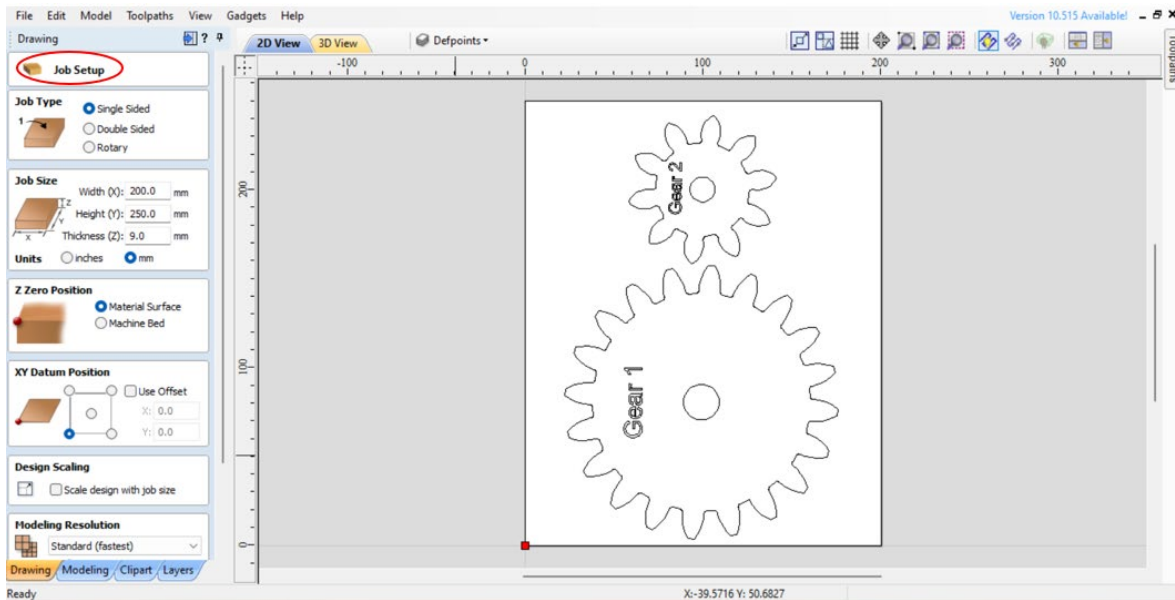 File Edit Model Toolpaths View Gadgets Help
Version 10.515 Available!
Drawing
?
2D View 3D View
Defpoints
Job Setup
-100 0 100 200 300
Job Type
1
Single Sided
Double Sided
Rotary
Job Size
Width (X): 200.0 mm
Z
Height (Y): 250.0 mm
Y
X
Thickness (Z): 9.0 mm
Units inches mm
200
Gear 2
Z Zero Position
Material Surface
Machine Bed
100
Gear 1
XY Datum Position
Use Offset
X: 0.0
Y: 0.0
Design Scaling
Scale design with job size
Modeling Resolution
Standard (fastest)
0
Drawing Modeling Clipart Layers
Ready
X:-39.5716 Y: 50.6827
Toolpaths